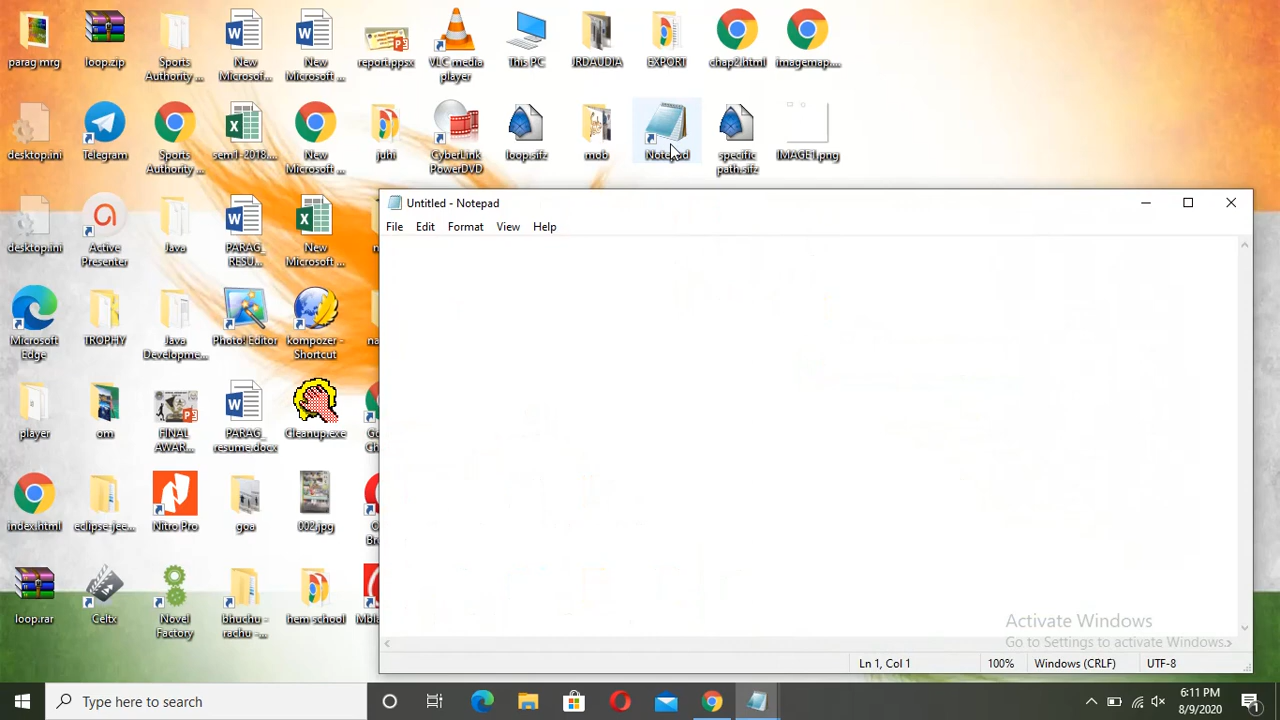 parag mrg
loop.zip
Sports
Authority ...
New
Microsof...
New
Microsoft ...
report.ppsx
VLC media
player
This PC
JRDAUDIA
EXPORT
chap2.html
imagemap....
desktop.ini
Telegram
Sports
Authority ...
sem1-2018....
New
Microsoft ...
juhi
CyberLink
PowerDVD
loop.sifz
mob
Notepad
specific
path.sifz
IMAGE1.png
desktop.ini
Active
Presenter
Java
PARAG_
RESU...
New
Microsoft ...
Microsoft
Edge
TROPHY
Java
Developme...
Photo! Editor
kompozer -
Shortcut
player
om
FINAL
AWAR...
PARAG_
resume.docx
Cleanup.exe
index.html
eclipse-jee...
Nitro Pro
goa
002.jpg
loop.rar
Celtx
Novel
Factory
bhuchu -
rachu -...
hem school
Untitled - Notepad
File Edit Format View Help
Activate Windows
Go to Settings to activate Windows.
Ln 1, Col 1 100% Windows (CRLF) UTF-8
Type here to search
6:11 PM
8/9/2020
1